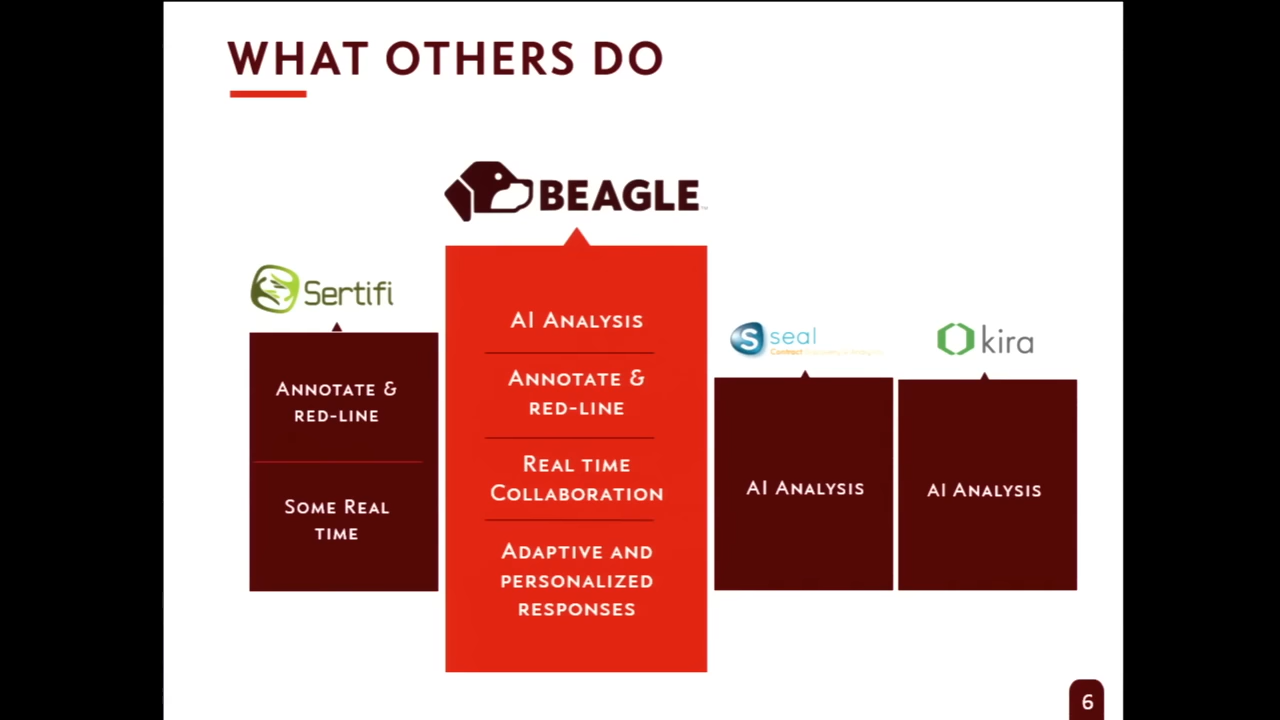 WHAT OTHERS DO
BEAGLE
Sertifi
seal
Contract
kira
ANNOTATE &
RED-LINE
SOME REAL
TIME
AI ANALYSIS
ANNOTATE &
RED-LINE
REAL TIME
COLLABORATION
ADAPTIVE AND
PERSONALIZED
RESPONSES
AI ANALYSIS
AI ANALYSIS
6